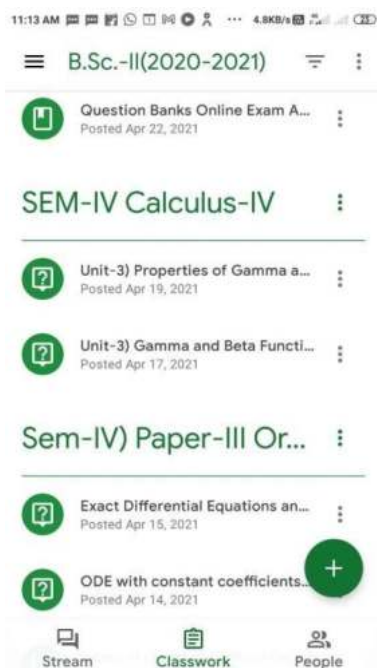 11:13 AM ... 4.8KB/s
B.Sc.-II(2020-2021)
Question Banks Online Exam A...
Posted Apr 22, 2021
SEM-IV Calculus-IV
Unit-3) Properties of Gamma a...
Posted Apr 19, 2021
Unit-3) Gamma and Beta Functi...
Posted Apr 17, 2021
Sem-IV) Paper-III Or...
Exact Differential Equations an...
Posted Apr 15, 2021
ODE with constant coefficients...
Posted Apr 14, 2021
Stream Classwork People